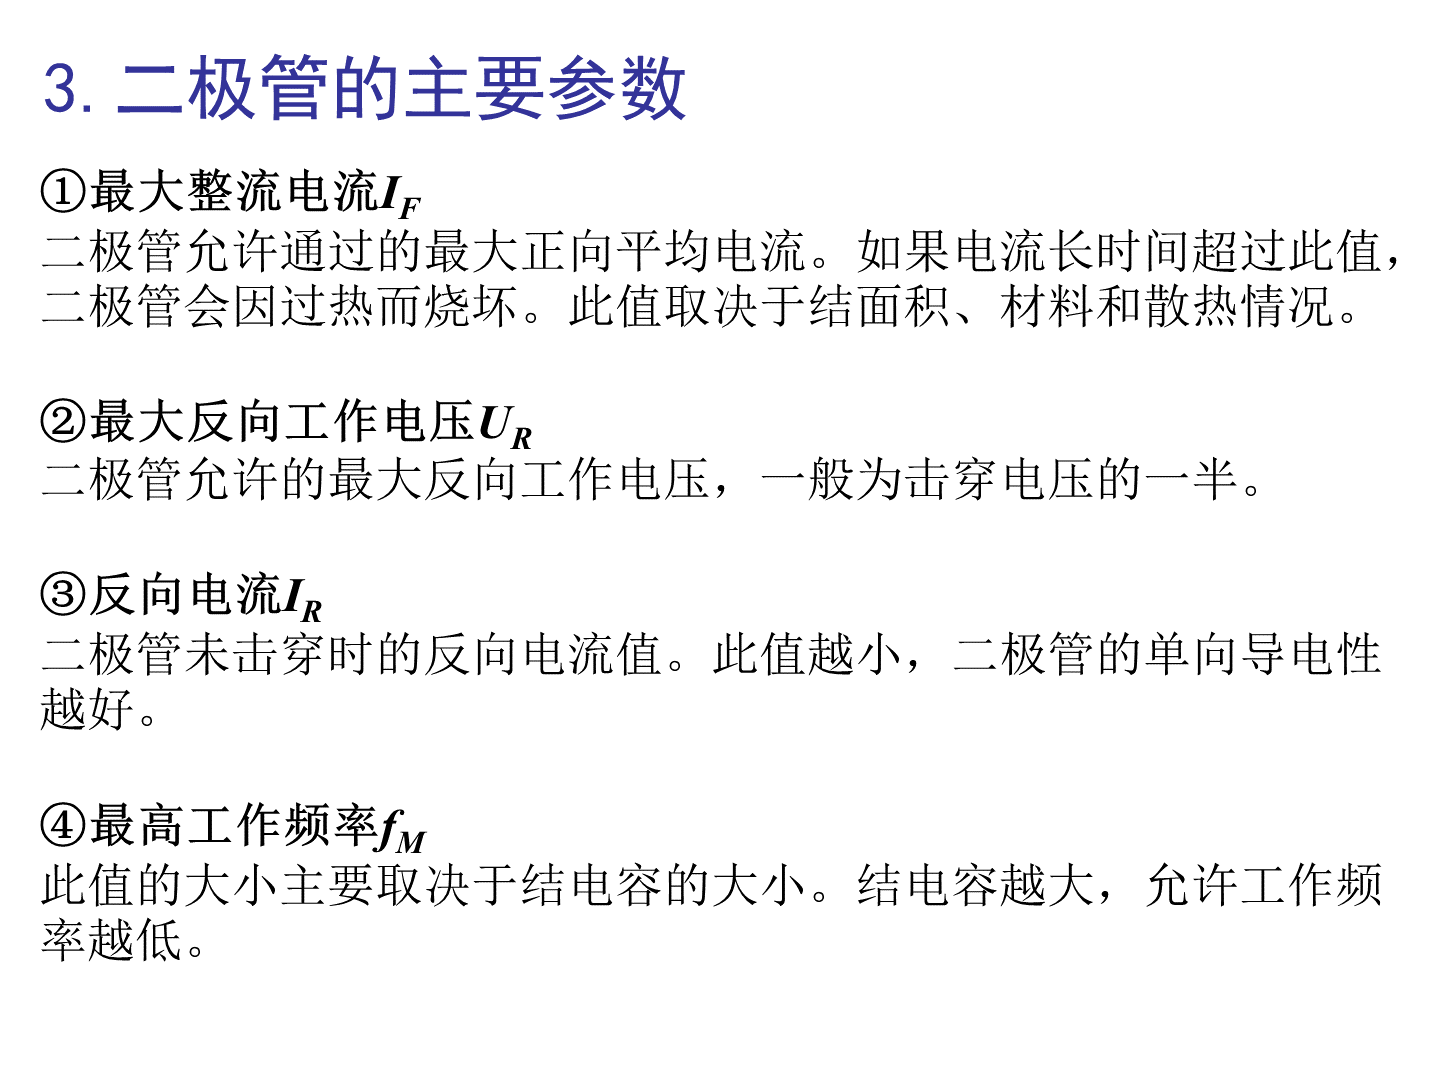 3.二极管的主要参数
①最大整流电流I_F
二极管允许通过的最大正向平均电流。如果电流长时间超过此值，
二极管会因过热而烧坏。此值取决于结面积、材料和散热情况。
②最大反向工作电压U_R
二极管允许的最大反向工作电压，一般为击穿电压的一半。
③反向电流I_R
二极管未击穿时的反向电流值。此值越小，二极管的单向导电性
越好。
④最高工作频率f_M
此值的大小主要取决于结电容的大小。结电容越大，允许工作频
率越低。